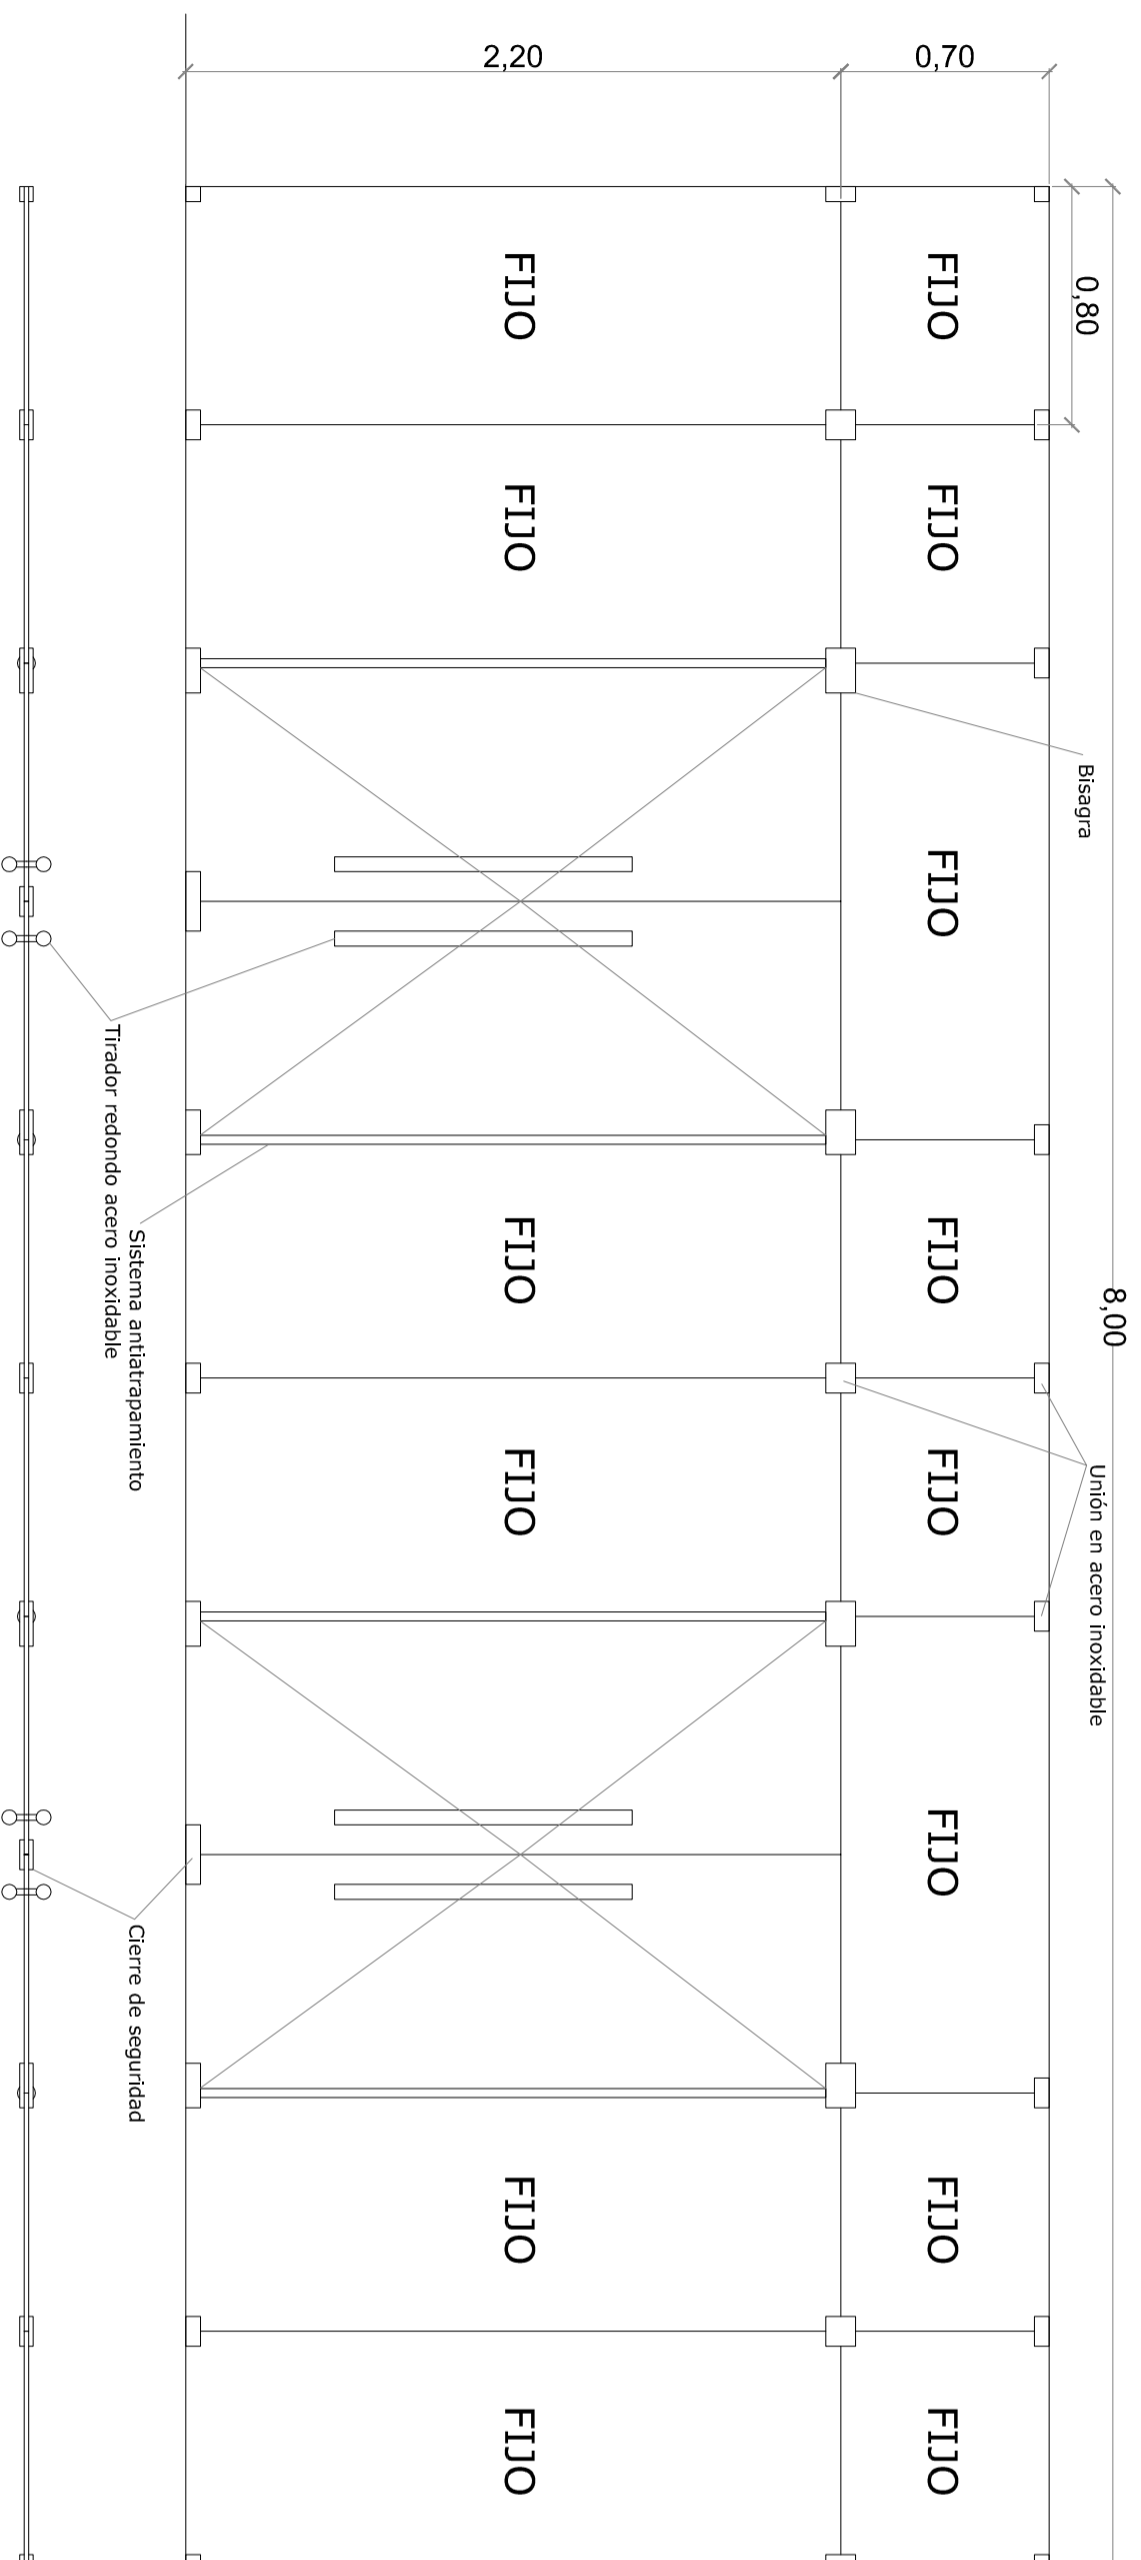 2,20
0,70
8,00
0,80
FIJO
FIJO
FIJO
FIJO
FIJO
FIJO
FIJO
FIJO
FIJO
FIJO
FIJO
FIJO
FIJO
FIJO
Bisagra
Unión en acero inoxidable
Sistema antiatrapamiento
Cierre de seguridad
Tirador redondo acero inoxidable